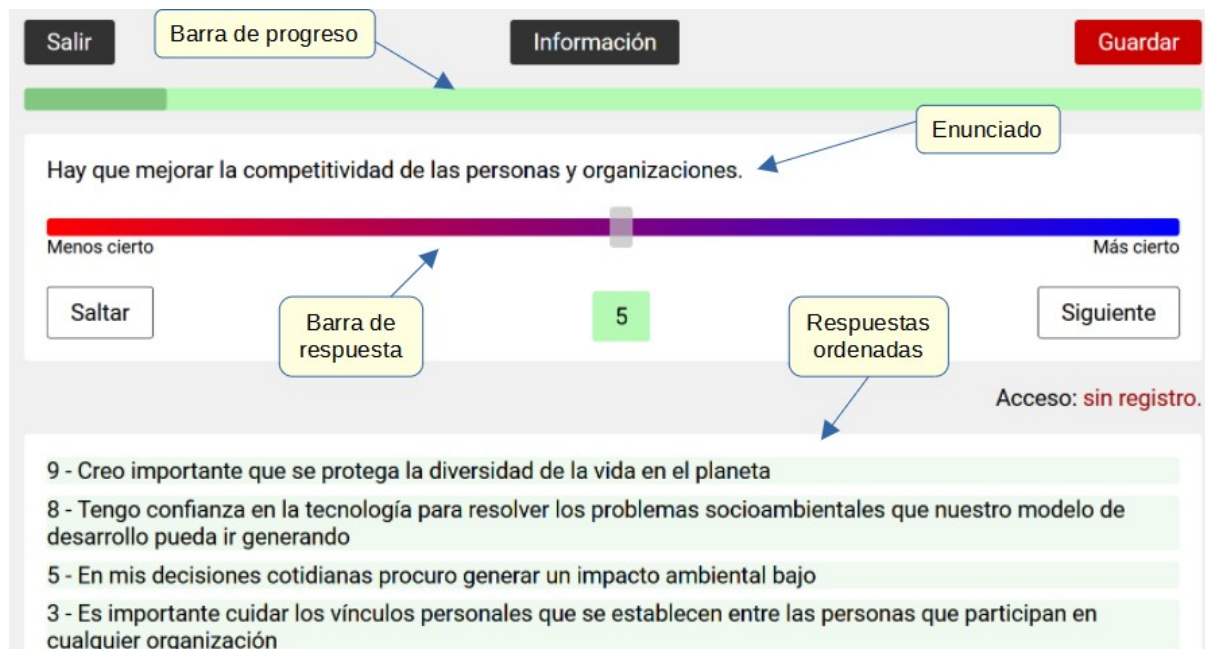 Salir
Barra de progreso
Información
Guardar
Enunciado
Hay que mejorar la competitividad de las personas y organizaciones.
Menos cierto
Más cierto
Saltar
Barra de
respuesta
5
Respuestas
ordenadas
Siguiente
Acceso: sin registro.
9 - Creo importante que se protega la diversidad de la vida en el planeta
8 - Tengo confianza en la tecnología para resolver los problemas socioambientales que nuestro modelo de
desarrollo pueda ir generando
5 - En mis decisiones cotidianas procuro generar un impacto ambiental bajo
3 - Es importante cuidar los vínculos personales que se establecen entre las personas que participan en
cualquier organización